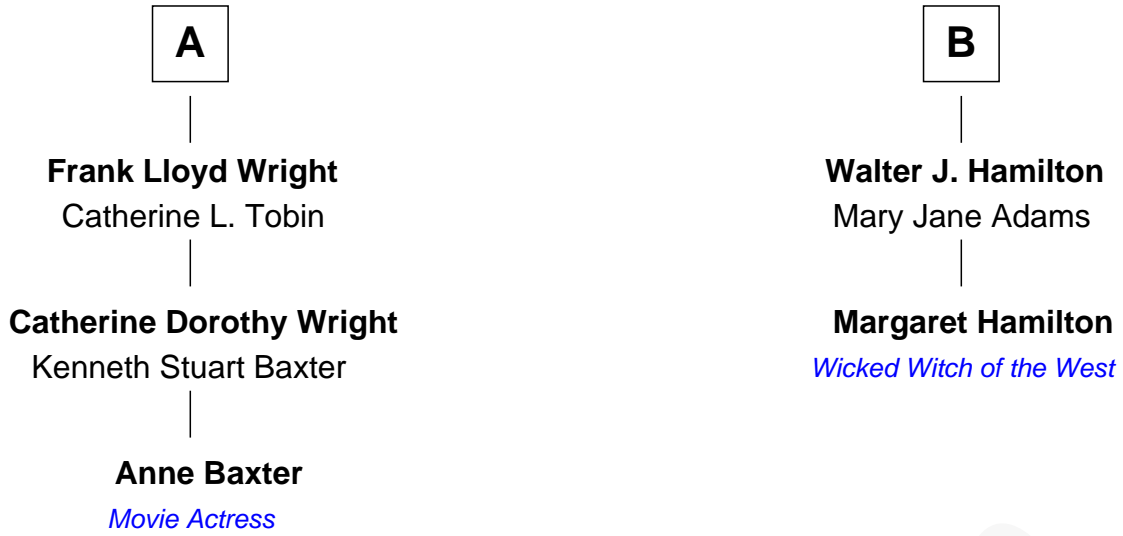 A
Frank Lloyd Wright
Catherine L. Tobin
Catherine Dorothy Wright
Kenneth Stuart Baxter
Anne Baxter
Movie Actress
B
Walter J. Hamilton
Mary Jane Adams
Margaret Hamilton
Wicked Witch of the West